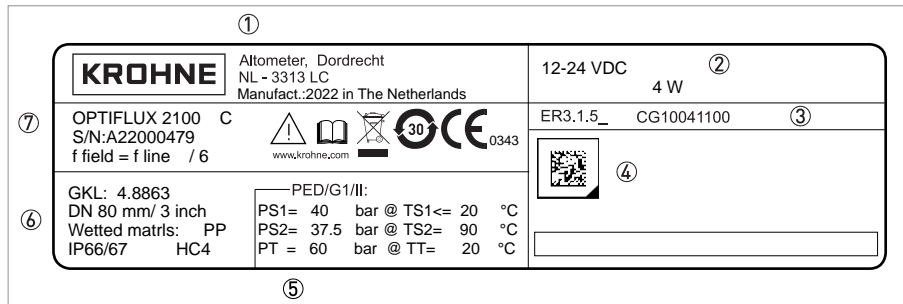 ①
KROHNE
Altometer, Dordrecht
NL - 3313 LC
Manufact.:2022 in The Netherlands
12-24 VDC ②
4 W
⑦
OPTIFLUX 2100 C
S/N:A22000479
f field = f line / 6
www.krohne.com
30
CE 0343
ER3.1.5_ CG10041100 ③
④
⑥
GKL: 4.8863
DN 80 mm/ 3 inch
Wetted matrls: PP
IP66/67 HC4
PED/G1/II:
PS1= 40 bar @ TS1<= 20 °C
PS2= 37.5 bar @ TS2= 90 °C
PT = 60 bar @ TT= 20 °C
⑤